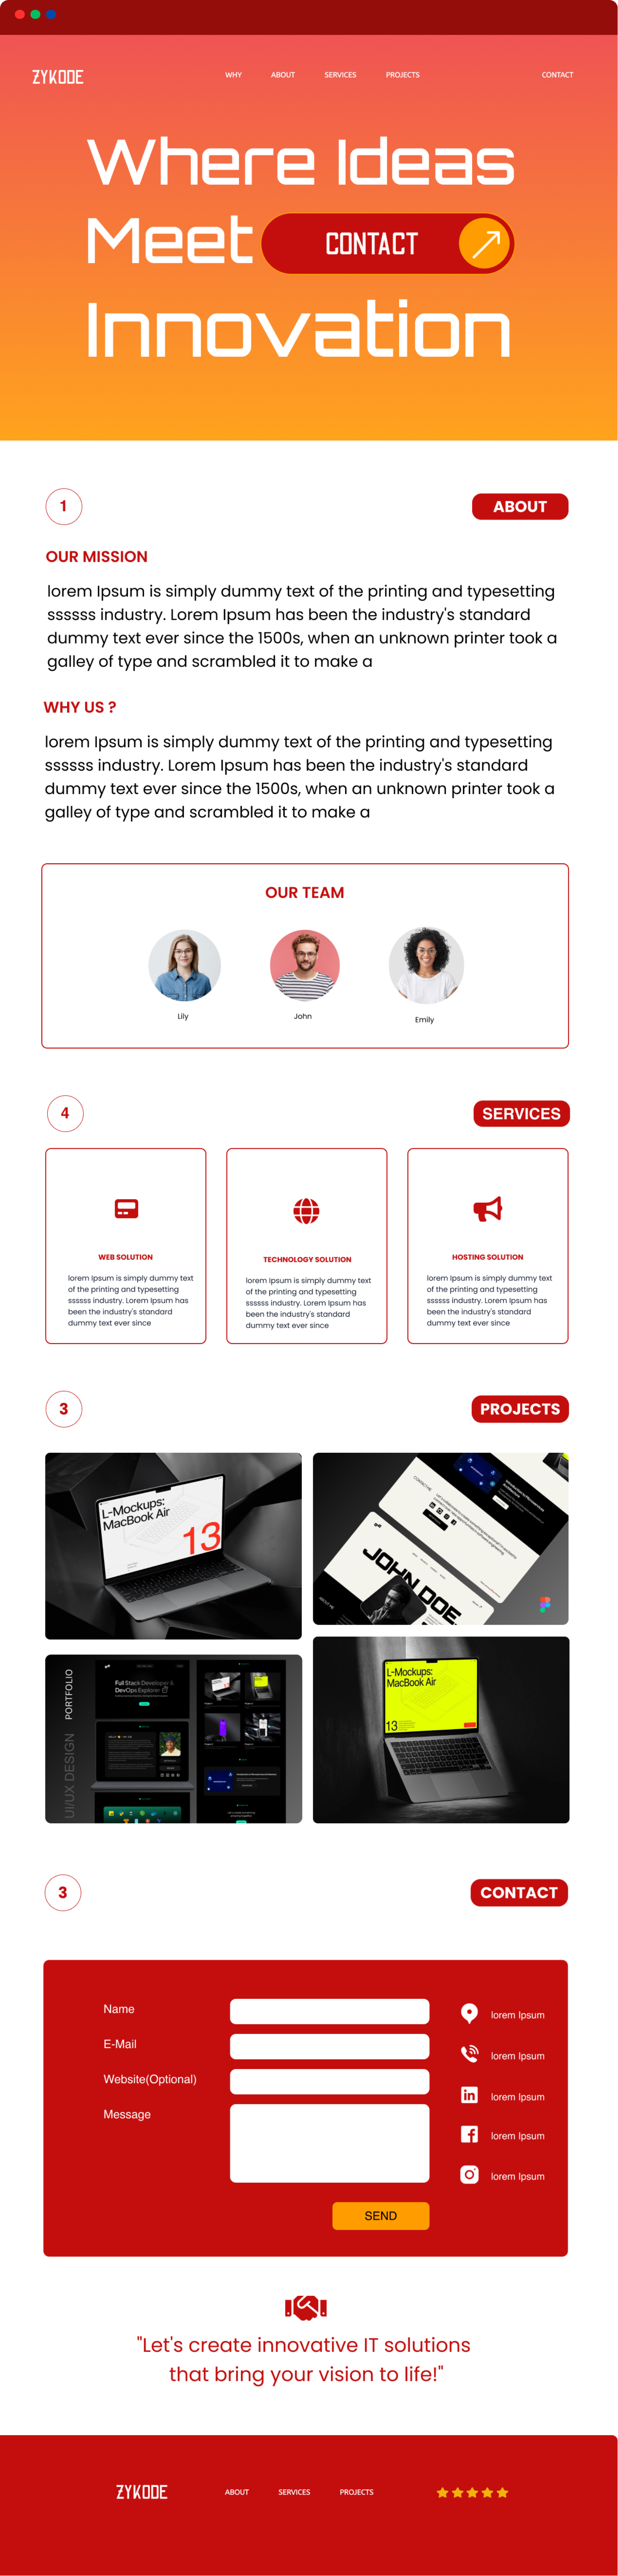 ZYKODE
WHY
ABOUT
SERVICES
PROJECTS
CONTACT
Where Ideas
Meet
CONTACT
Innovation
1
ABOUT
OUR MISSION
lorem Ipsum is simply dummy text of the printing and typesetting
ssssss industry. Lorem Ipsum has been the industry's standard
dummy text ever since the 1500s, when an unknown printer took a
galley of type and scrambled it to make a
WHY US ?
lorem Ipsum is simply dummy text of the printing and typesetting
ssssss industry. Lorem Ipsum has been the industry's standard
dummy text ever since the 1500s, when an unknown printer took a
galley of type and scrambled it to make a
OUR TEAM
Lily
John
Emily
4
SERVICES
WEB SOLUTION
lorem Ipsum is simply dummy text
of the printing and typesetting
ssssss industry. Lorem Ipsum has
been the industry's standard
dummy text ever since
TECHNOLOGY SOLUTION
lorem Ipsum is simply dummy text
of the printing and typesetting
ssssss industry. Lorem Ipsum has
been the industry's standard
dummy text ever since
HOSTING SOLUTION
lorem Ipsum is simply dummy text
of the printing and typesetting
ssssss industry. Lorem Ipsum has
been the industry's standard
dummy text ever since
3
PROJECTS
L-Mockups:
MacBook Air
13
JOHN DOE
ABOUT ME
UI/UX DESIGN PORTFOLIO
Full Stack Developer &
DevOps Explorer
L-Mockups:
MacBook Air
13
3
CONTACT
Name
E-Mail
Website(Optional)
Message
SEND
lorem Ipsum
lorem Ipsum
lorem Ipsum
lorem Ipsum
lorem Ipsum
"Let's create innovative IT solutions
that bring your vision to life!"
ZYKODE
ABOUT
SERVICES
PROJECTS